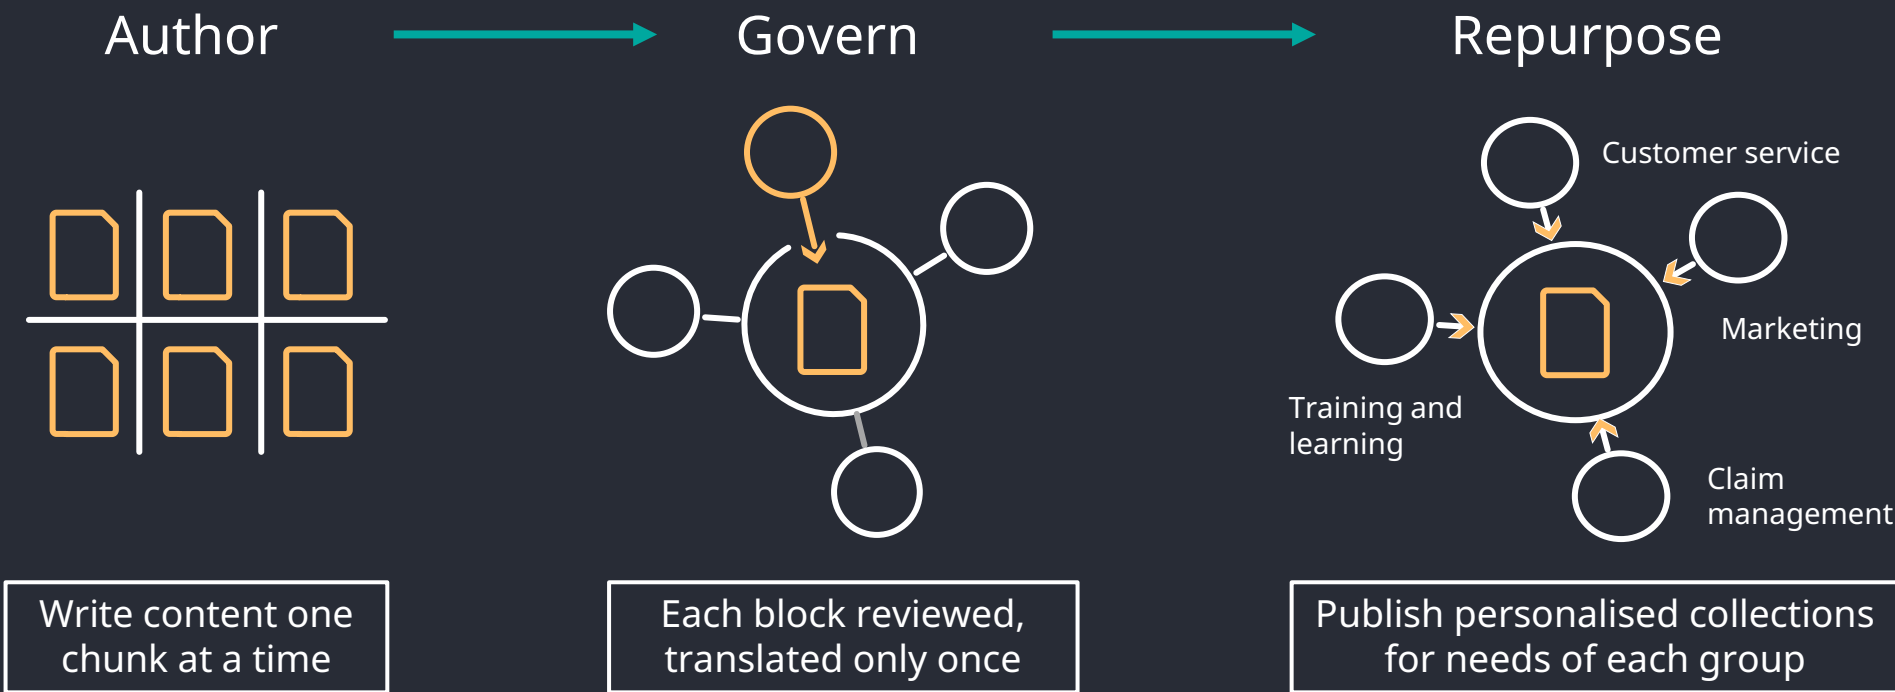 Author
Govern
Repurpose
Customer service
Marketing
Training and
learning
Claim
management
Write content one
chunk at a time
Each block reviewed,
translated only once
Publish personalised collections
for needs of each group